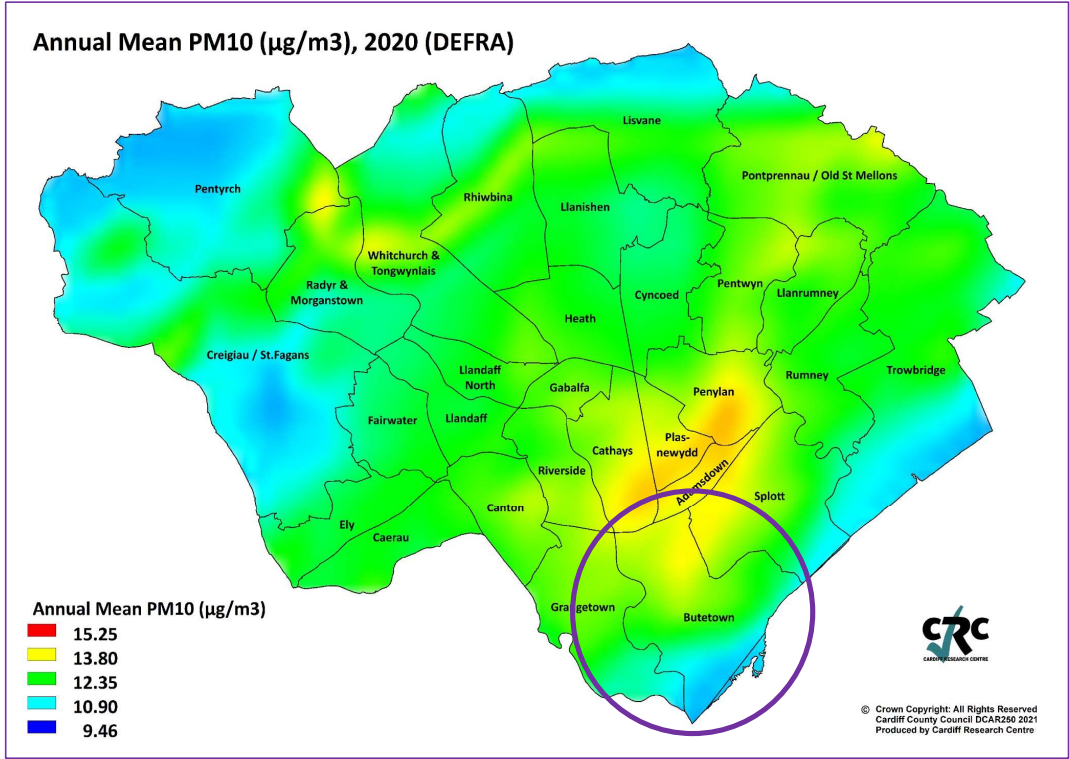 Annual Mean PM10 (µg/m3), 2020 (DEFRA)
Lisvane
Pentyrch
Rhiwbina
Pontprennau / Old St Mellons
Llanishen
Whitchurch &
Tongwynlais
Radyr &
Morganstown
Cyncoed
Pentwyn
Llanrumney
Heath
Creigiau / St.Fagans
Llandaff
North
Gabalfa
Penylan
Rumney
Trowbridge
Fairwater
Llandaff
Cathays
Plas-
newydd
Riverside
Adamsdown
Splott
Canton
Ely
Caerau
Grangetown
Butetown
Annual Mean PM10 (µg/m3)
15.25
13.80
12.35
10.90
9.46
CRC
CARDIFF RESEARCH CENTRE
© Crown Copyright: All Rights Reserved
Cardiff County Council DCAR260 2021
Produced by Cardiff Research Centre